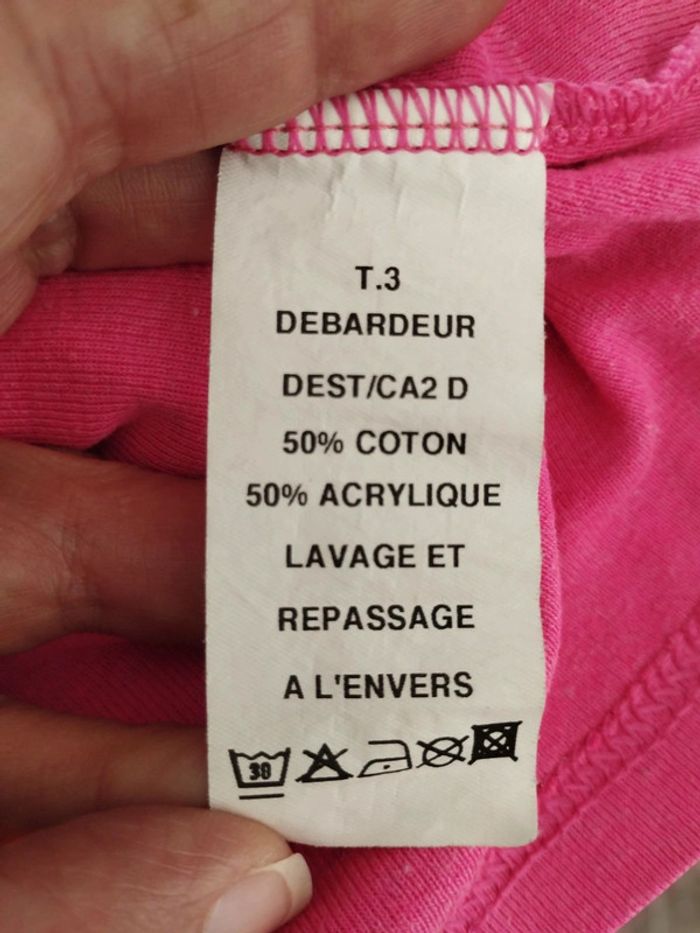 T.3
DEBARDEUR
DEST/CA2 D
50% COTON
50% ACRYLIQUE
LAVAGE ET
REPASSAGE
A L'ENVERS
30